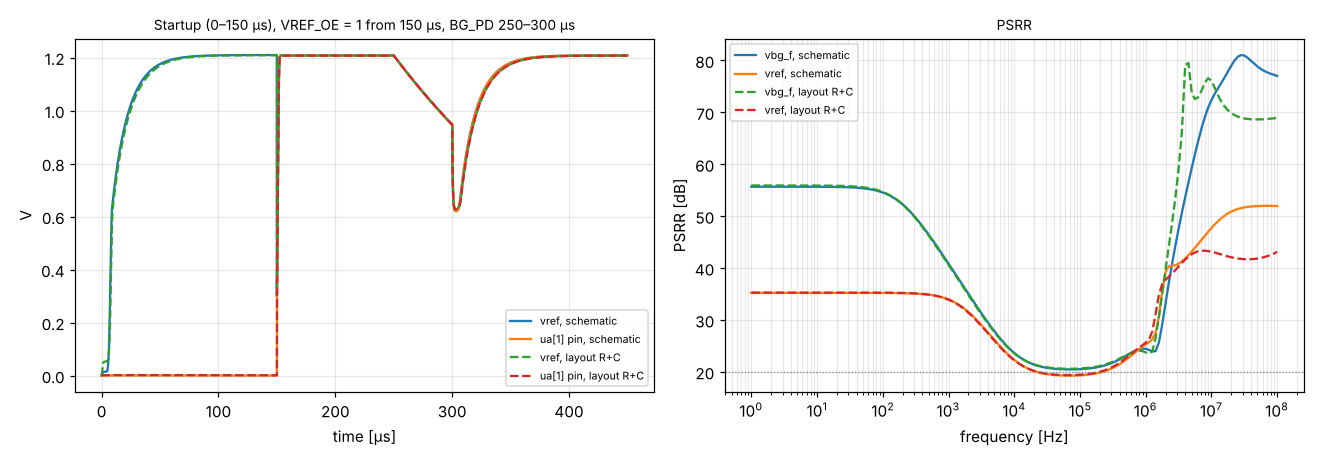 Startup (0–150 µs), VREF_OE = 1 from 150 µs, BG_PD 250–300 µs
V
1.2
1.0
0.8
0.6
0.4
0.2
0.0
vref, schematic
ua[1] pin, schematic
vref, layout R+C
ua[1] pin, layout R+C
0 100 200 300 400
time [µs]
PSRR
PSRR [dB]
80
70
60
50
40
30
20
vbg_f, schematic
vref, schematic
vbg_f, layout R+C
vref, layout R+C
10⁰ 10¹ 10² 10³ 10⁴ 10⁵ 10⁶ 10⁷ 10⁸
frequency [Hz]